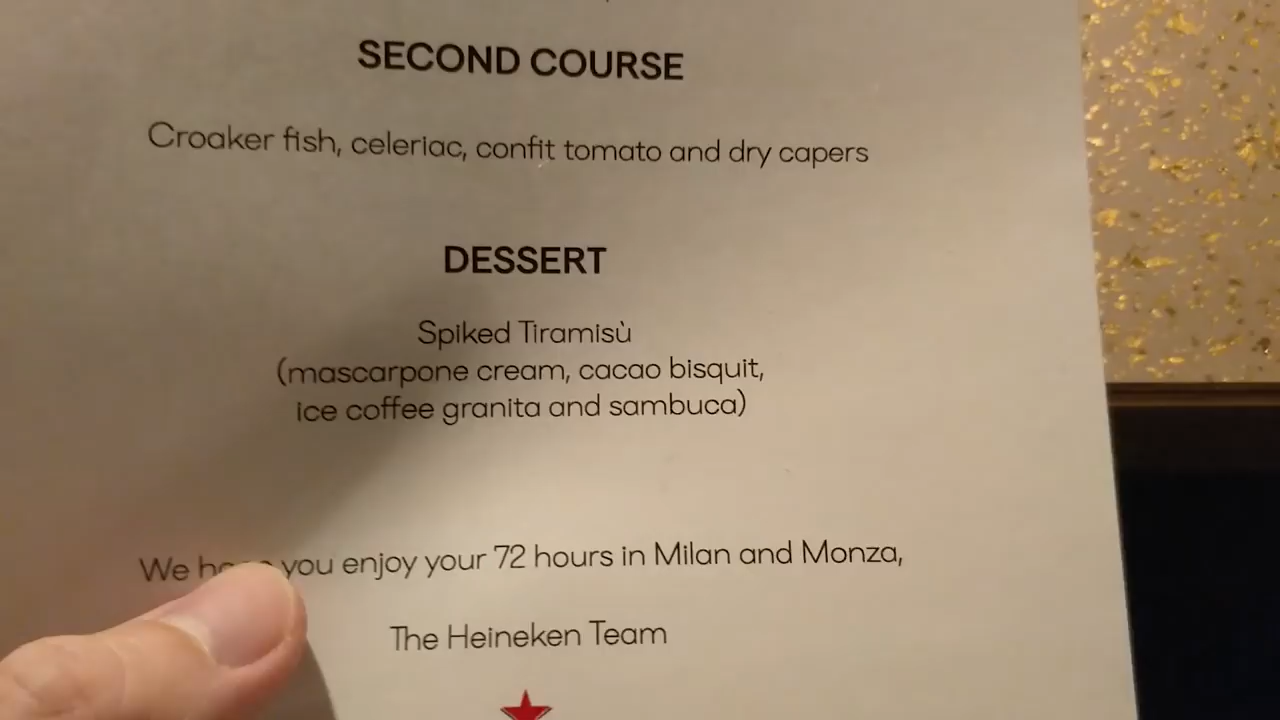 SECOND COURSE
Croaker fish, celeriac, confit tomato and dry capers
DESSERT
Spiked Tiramisù
(mascarpone cream, cacao bisquit,
ice coffee granita and sambuca)
We you enjoy your 72 hours in Milan and Monza,
The Heineken Team